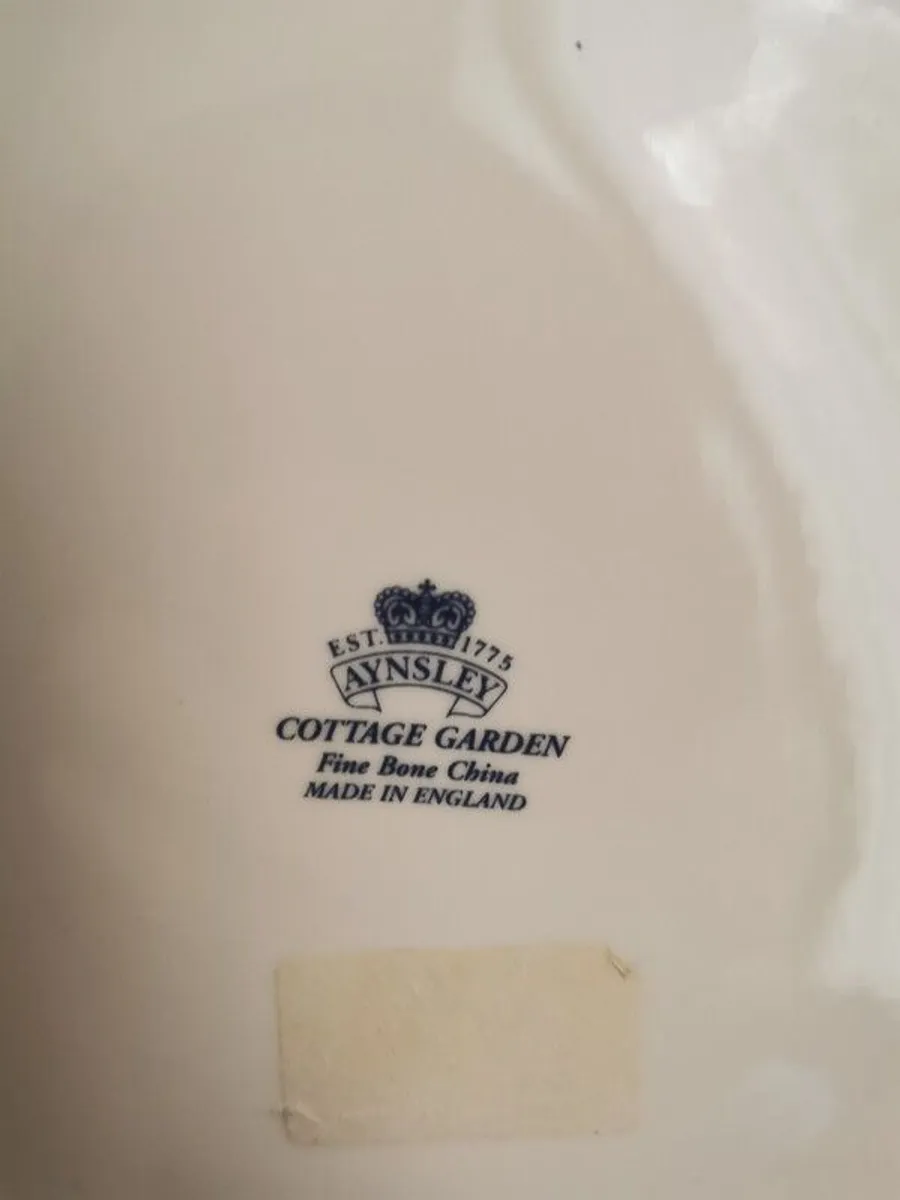 EST. 1775
AYNSLEY
COTTAGE GARDEN
Fine Bone China
MADE IN ENGLAND